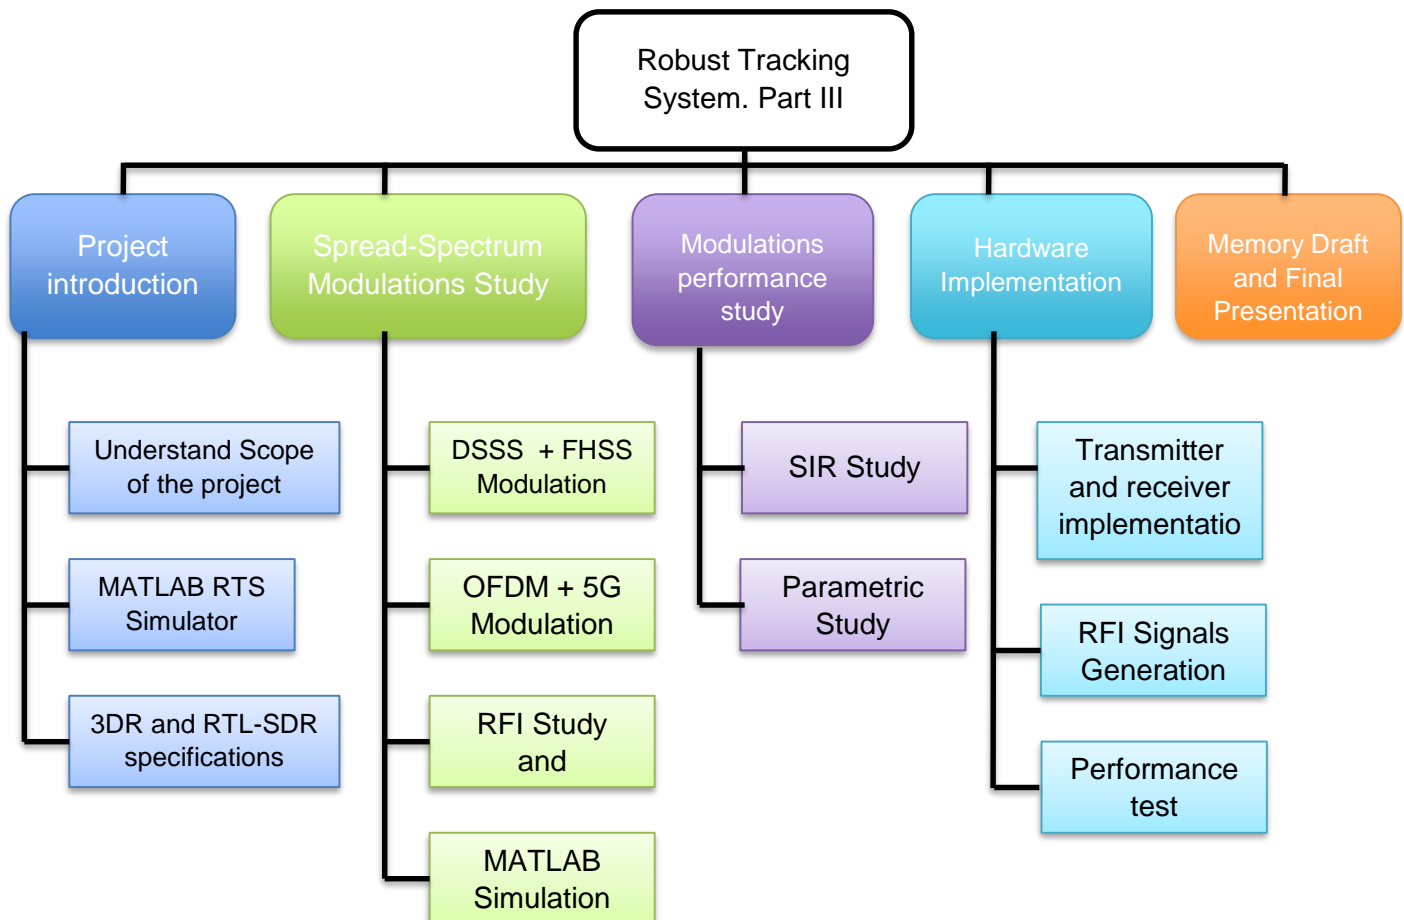 Robust Tracking
System. Part III
Project
introduction
Spread-Spectrum
Modulations Study
Modulations
performance
study
Hardware
Implementation
Memory Draft
and Final
Presentation
Understand Scope
of the project
MATLAB RTS
Simulator
3DR and RTL-SDR
specifications
DSSS + FHSS
Modulation
OFDM + 5G
Modulation
RFI Study
and
MATLAB
Simulation
SIR Study
Parametric
Study
Transmitter
and receiver
implementatio
RFI Signals
Generation
Performance
test